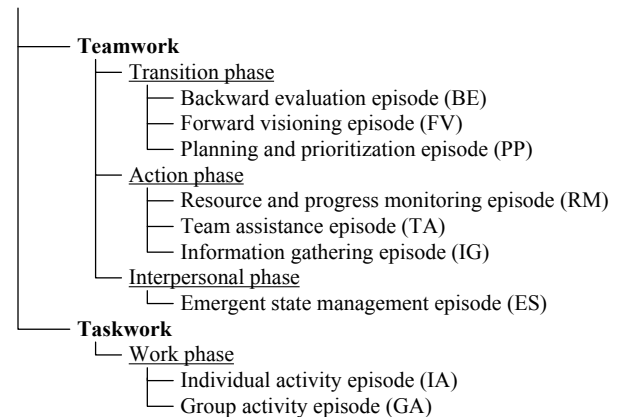 Teamwork
Transition phase
Backward evaluation episode (BE)
Forward visioning episode (FV)
Planning and prioritization episode (PP)
Action phase
Resource and progress monitoring episode (RM)
Team assistance episode (TA)
Information gathering episode (IG)
Interpersonal phase
Emergent state management episode (ES)
Taskwork
Work phase
Individual activity episode (IA)
Group activity episode (GA)